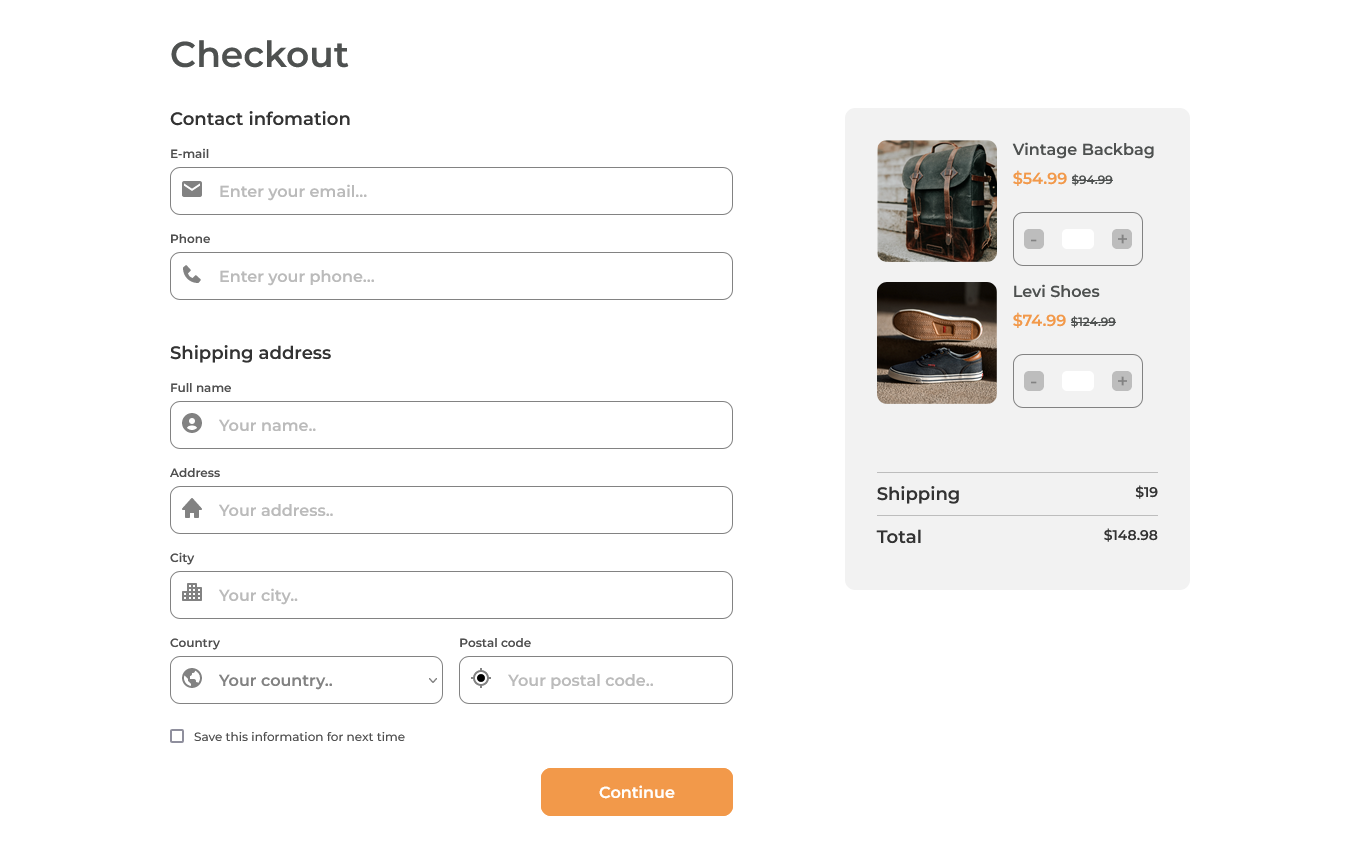 Checkout
Contact infomation
E-mail
Enter your email...
Phone
Enter your phone...
Shipping address
Full name
Your name..
Address
Your address..
City
Your city..
Country
Your country..
Postal code
Your postal code..
Save this information for next time
Continue
Vintage Backbag
$54.99 $94.99
- +
Levi Shoes
$74.99 $124.99
- +
Shipping $19
Total $148.98